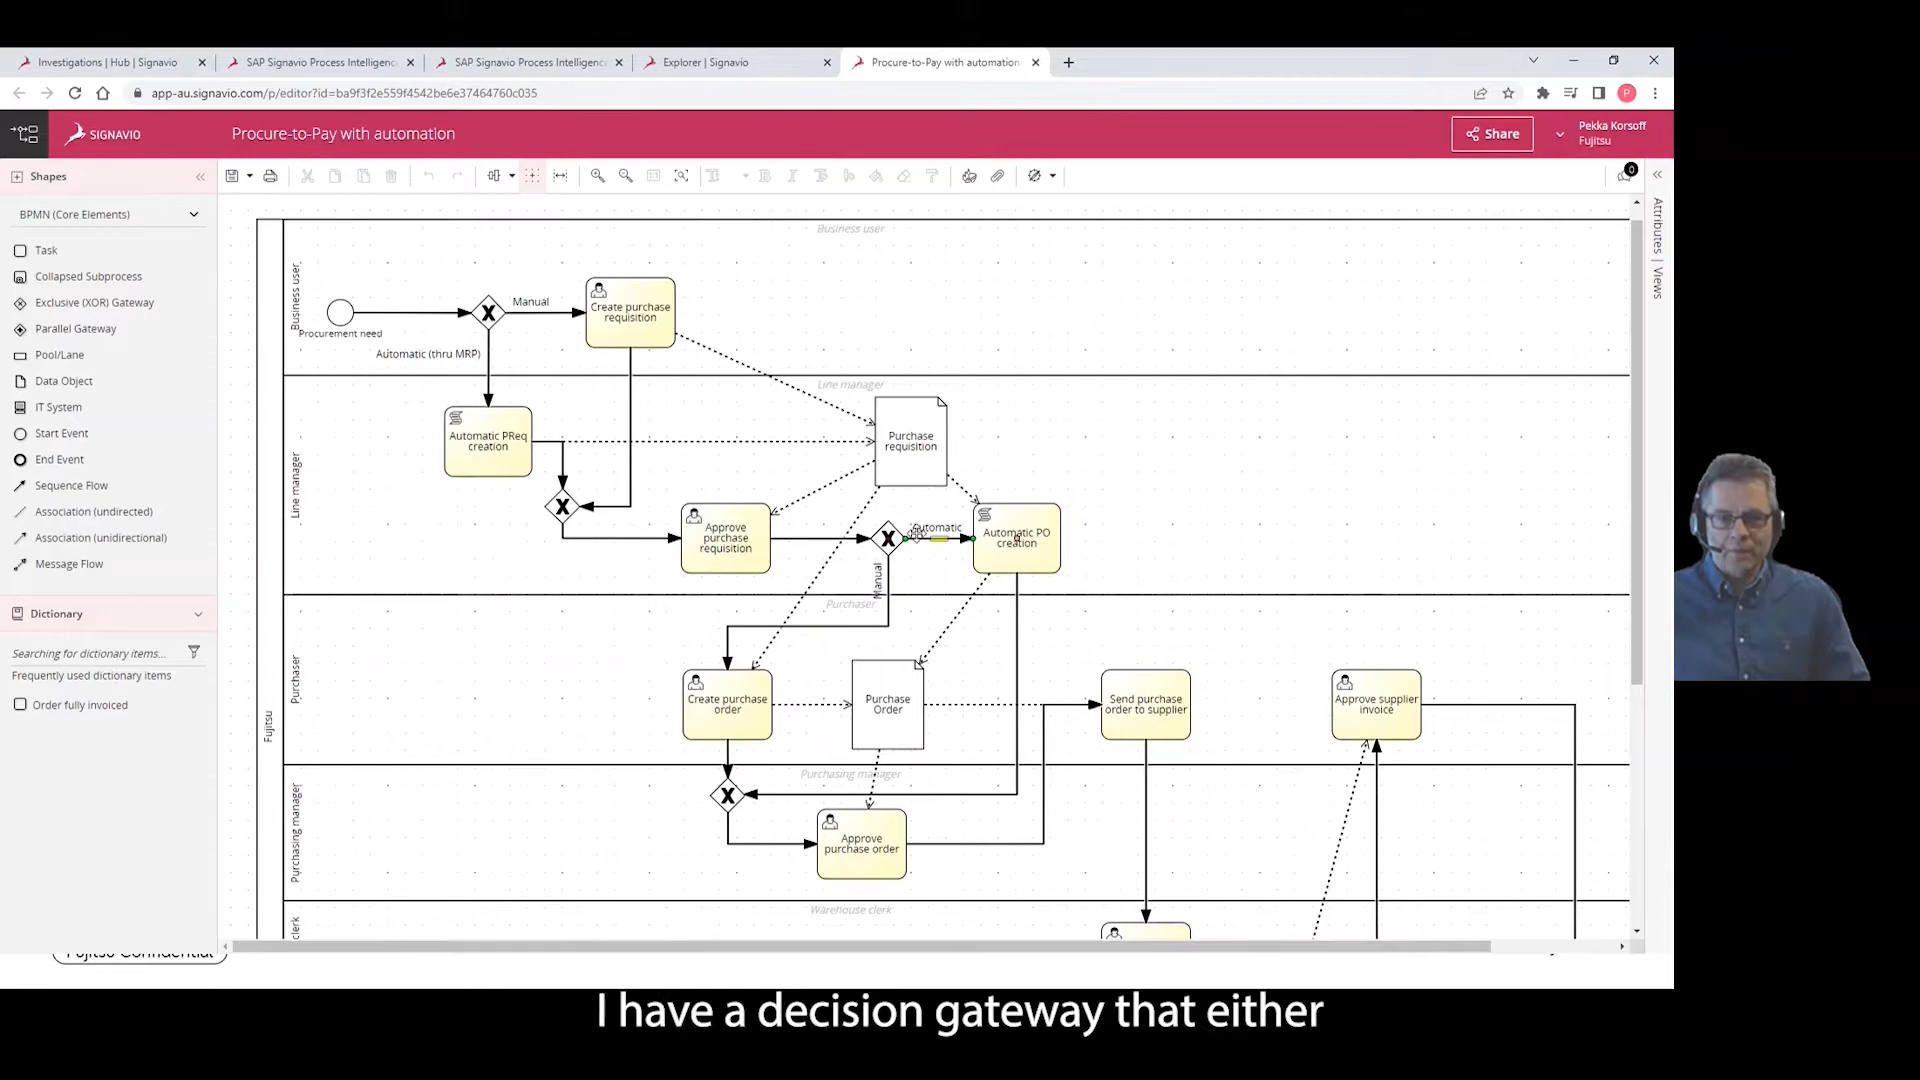 Investigations | Hub | Signavio
SAP Signavio Process Intelligenc
SAP Signavio Process Intelligenc
Explorer | Signavio
Procure-to-Pay with automation
app-au.signavio.com/p/editor?id=ba9f3f2e559f4542be6e37464760c035
P
SIGNAVIO
Procure-to-Pay with automation
Share
Pekka Korsoff
Fujitsu
Shapes
0
BPMN (Core Elements)
Task
Collapsed Subprocess
Exclusive (XOR) Gateway
Parallel Gateway
Pool/Lane
Data Object
IT System
Start Event
End Event
Sequence Flow
Association (undirected)
Association (unidirectional)
Message Flow
Dictionary
Searching for dictionary items...
Frequently used dictionary items
Order fully invoiced
Attributes | Views
Fujitsu
Business user
Business user
Procurement need
Manual
Create purchase
requisition
Automatic (thru MRP)
Line manager
Line manager
Automatic PReq
creation
Purchase
requisition
Approve
purchase
requisition
Automatic
Automatic PO
creation
Manual
Purchaser
Purchaser
Create purchase
order
Purchase
Order
Send purchase
order to supplier
Approve supplier
invoice
Purchasing manager
Purchasing manager
Approve
purchase order
Warehouse clerk
clerk
Fujitsu Confidential
I have a decision gateway that either